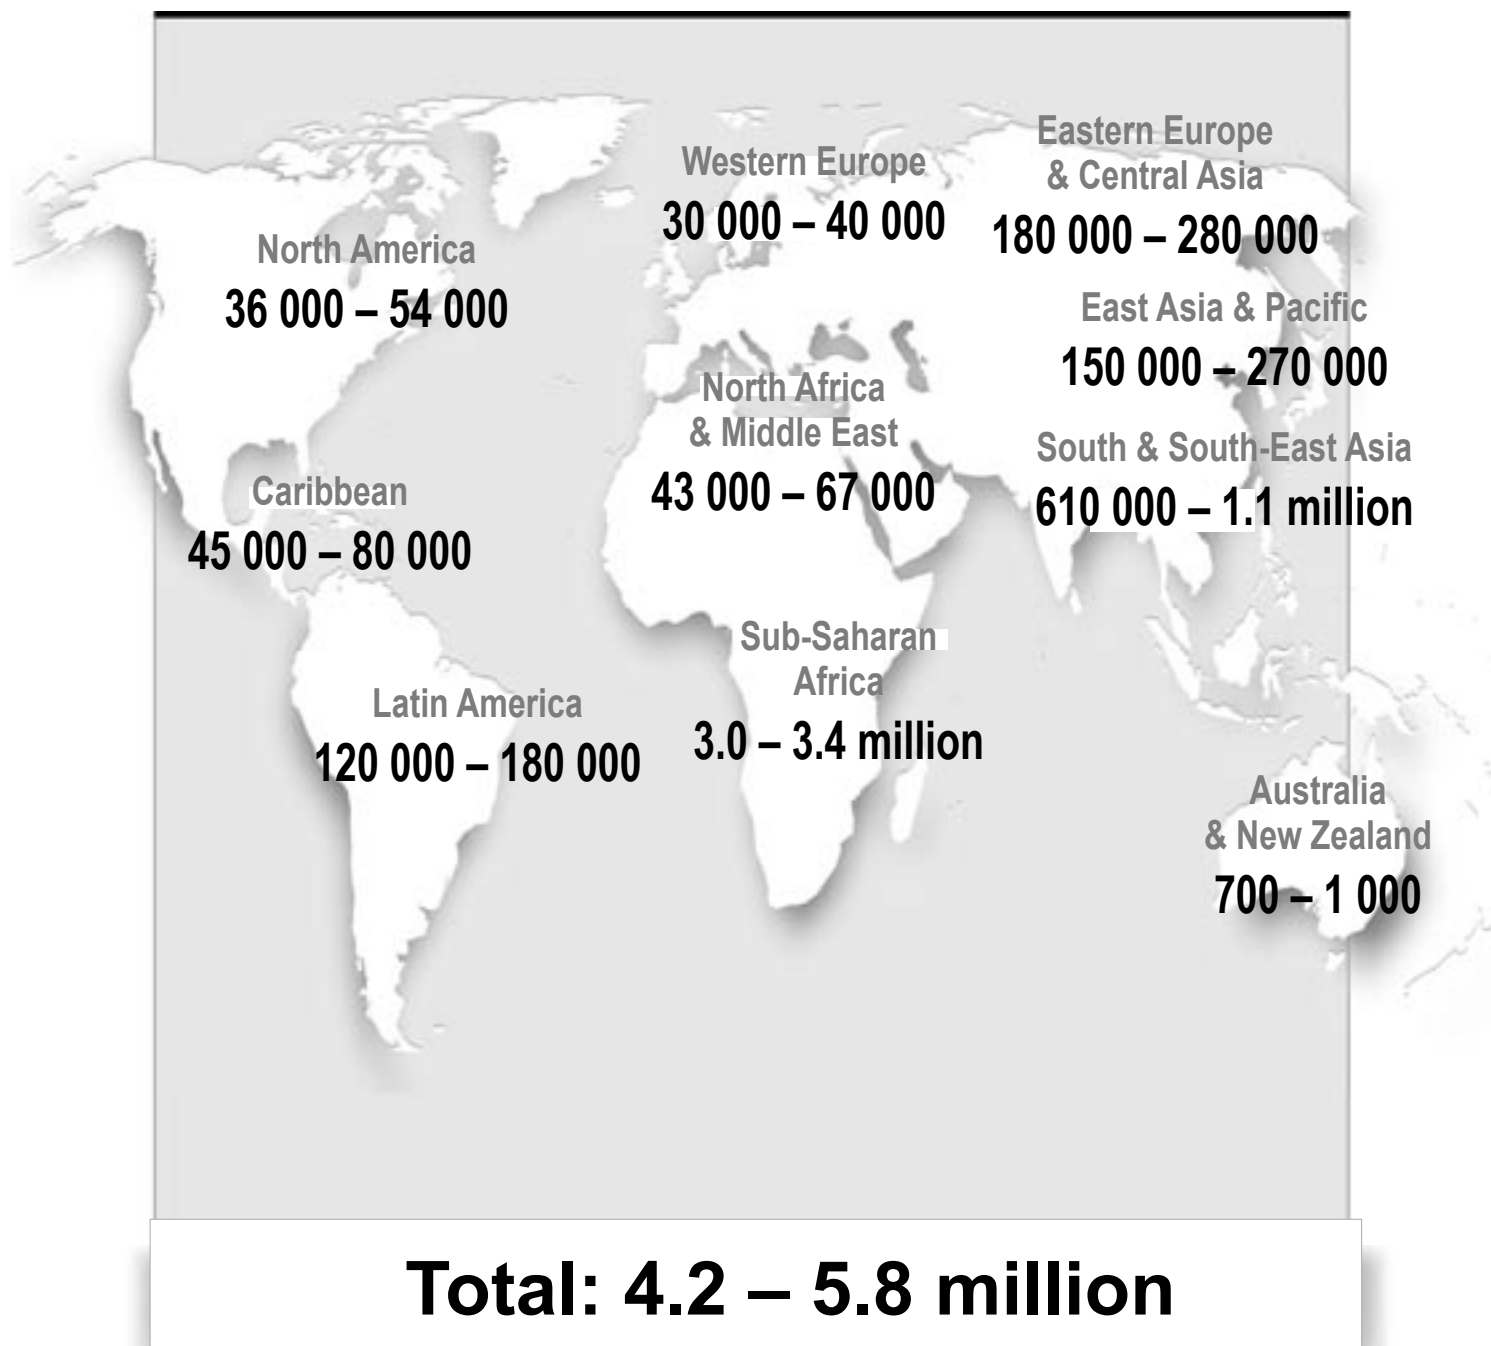 Western Europe
30 000 – 40 000
Eastern Europe
& Central Asia
180 000 – 280 000
North America
36 000 – 54 000
East Asia & Pacific
150 000 – 270 000
North Africa
& Middle East
43 000 – 67 000
South & South-East Asia
610 000 – 1.1 million
Caribbean
45 000 – 80 000
Sub-Saharan
Africa
3.0 – 3.4 million
Latin America
120 000 – 180 000
Australia
& New Zealand
700 – 1 000
Total: 4.2 – 5.8 million